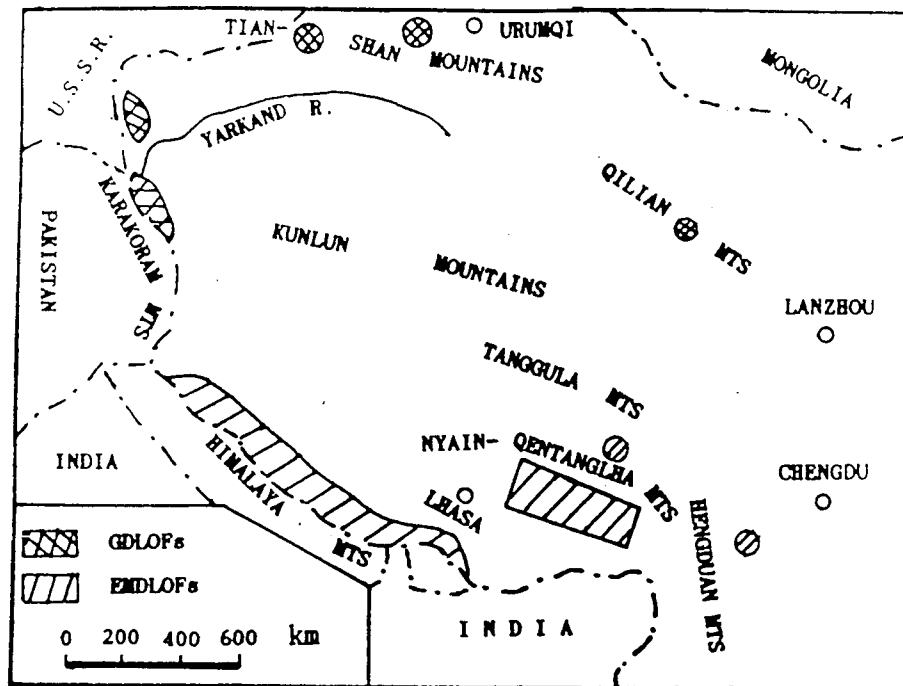 TIAN-
URUMQI
SHAN MOUNTAINS
MONGOLIA
U.S.S.R.
YARKAND R.
QILIAN MTS
KARAKORAM MTS
PAKISTAN
KUNLUN MOUNTAINS
LANZHOU
TANGGULA MTS
NYAIN- QENTANGLHA MTS
INDIA
HIMALAYA MTS
LHASA
CHENGDU
HENGDUAN MTS
GDLOFs
EMDLOFs
INDIA
0 200 400 600 km